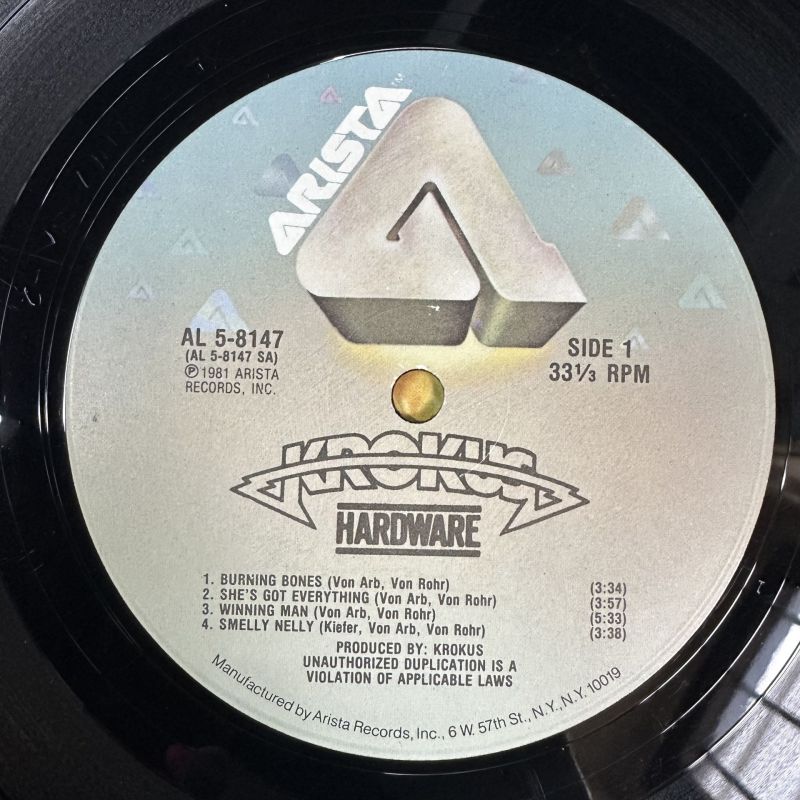 ARISTA™
AL 5-8147
(AL 5-8147 SA)
℗1981 ARISTA
RECORDS, INC.
SIDE 1
33⅓ RPM
KROKUS
HARDWARE
1. BURNING BONES (Von Arb, Von Rohr) (3:34)
2. SHE'S GOT EVERYTHING (Von Arb, Von Rohr) (3:57)
3. WINNING MAN (Von Arb, Von Rohr) (5:33)
4. SMELLY NELLY (Kiefer, Von Arb, Von Rohr) (3:38)
PRODUCED BY: KROKUS
UNAUTHORIZED DUPLICATION IS A
VIOLATION OF APPLICABLE LAWS
Manufactured by Arista Records, Inc., 6 W. 57th St., N.Y., N.Y. 10019